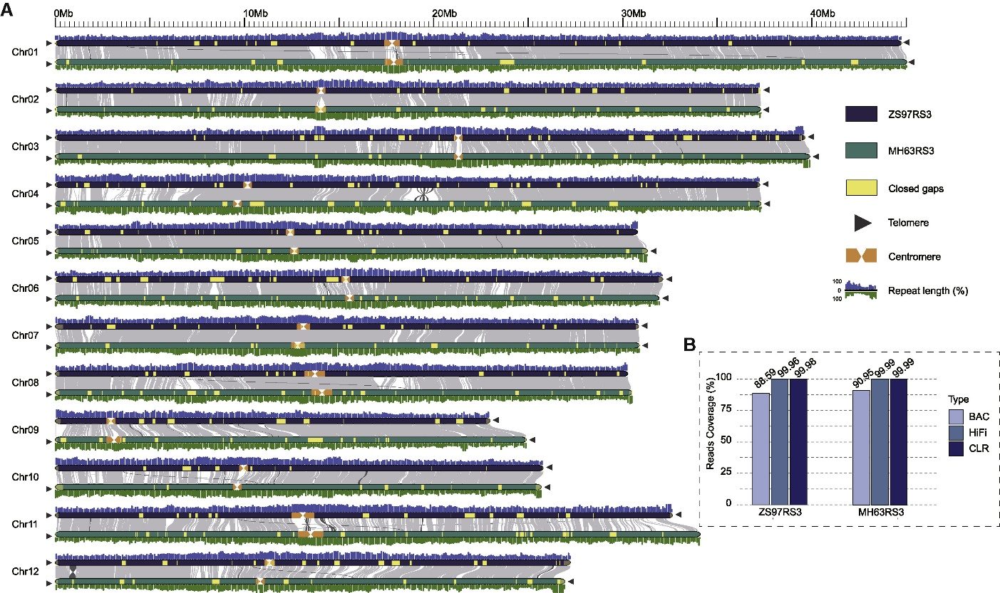 A
0Mb 10Mb 20Mb 30Mb 40Mb
Chr01
Chr02
Chr03
Chr04
Chr05
Chr06
Chr07
Chr08
Chr09
Chr10
Chr11
Chr12
ZS97RS3
MH63RS3
Closed gaps
Telomere
Centromere
100
0
100
Repeat length (%)
B
Reads Coverage (%)
100
75
50
25
0
88.59 99.96 99.98
90.95 99.99 99.99
ZS97RS3 MH63RS3
Type
BAC
HiFi
CLR